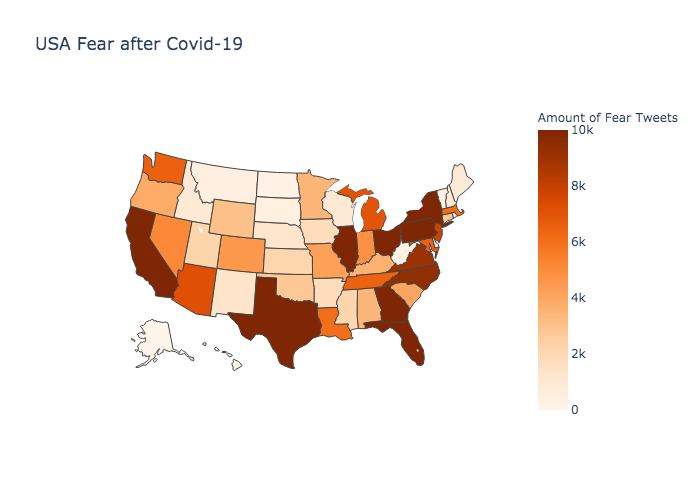 USA Fear after Covid-19
Amount of Fear Tweets
10k
8k
6k
4k
2k
0